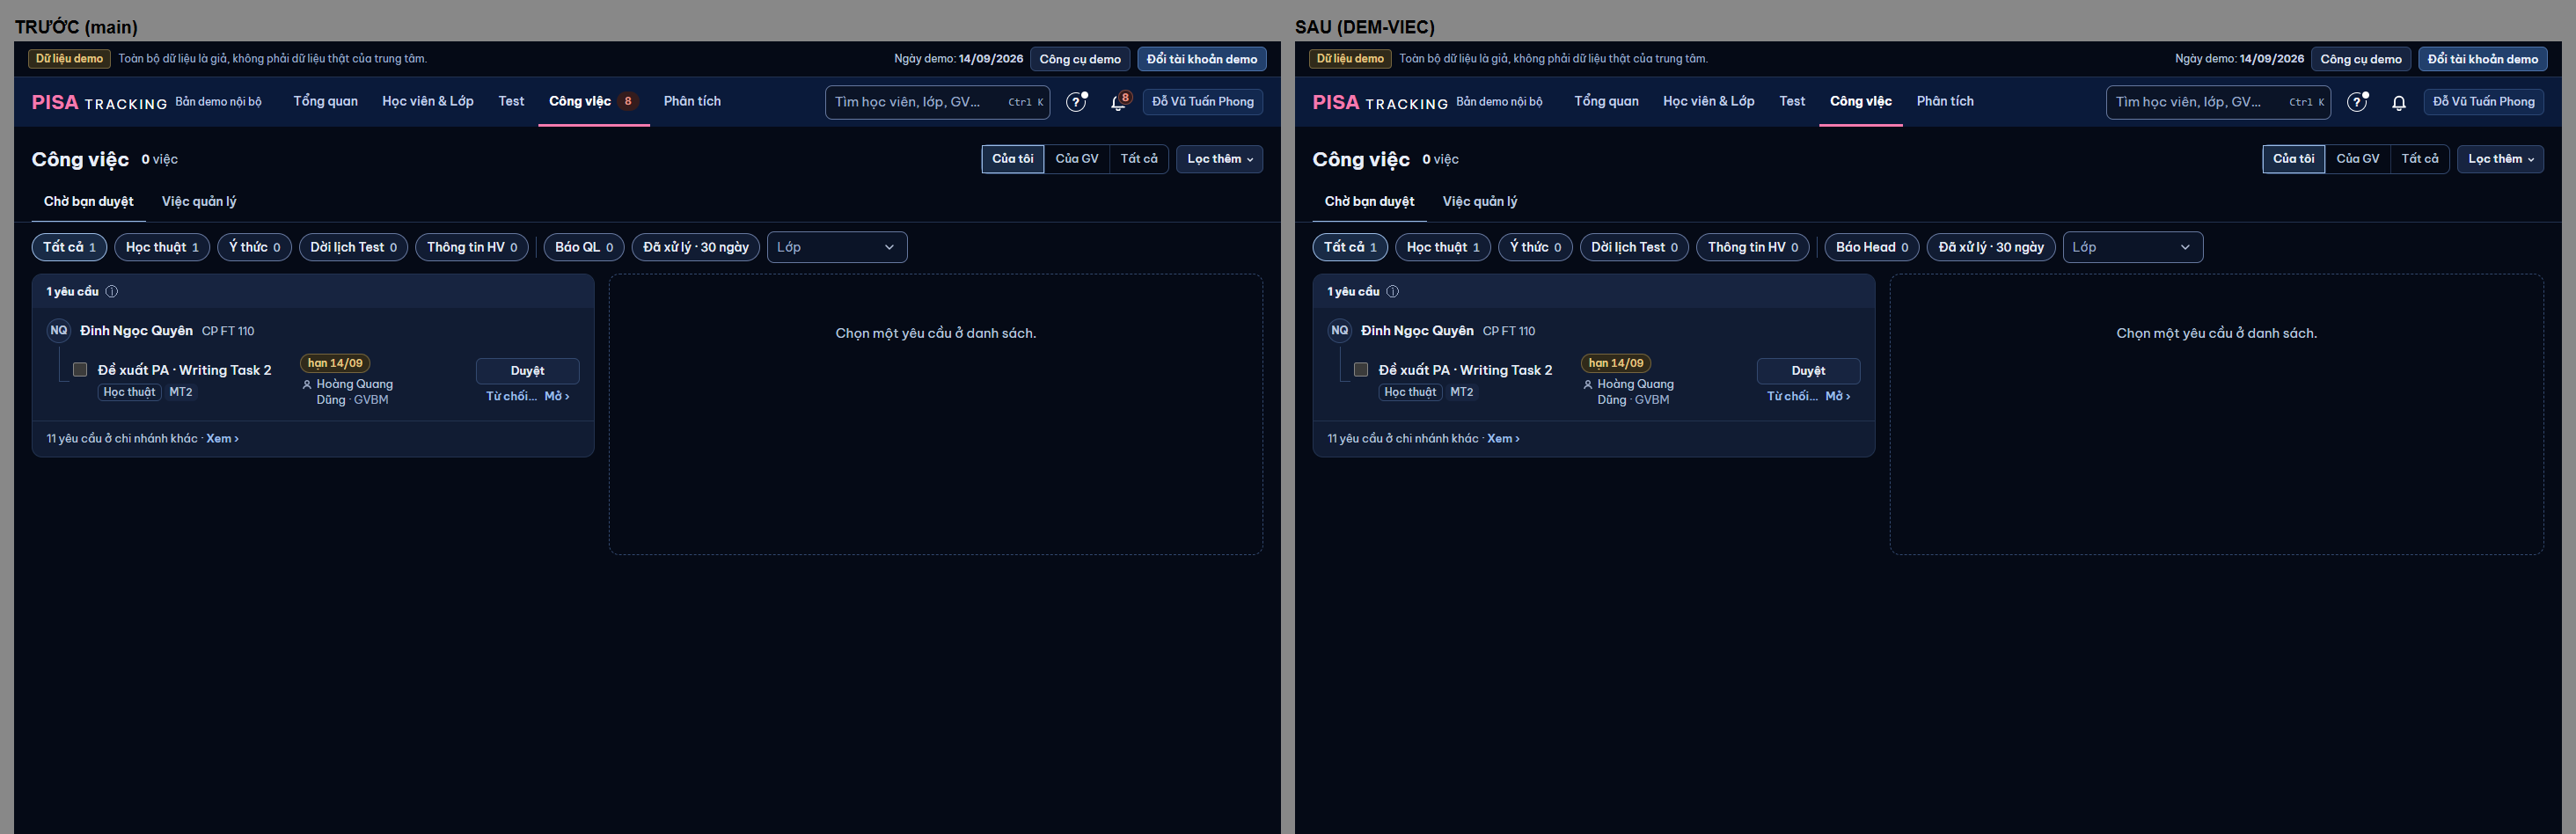 TRƯỚC (main)
Dữ liệu demo Toàn bộ dữ liệu là giả, không phải dữ liệu thật của trung tâm. Ngày demo: 14/09/2026 Công cụ demo Đổi tài khoản demo
PISA TRACKING Bản demo nội bộ Tổng quan Học viên & Lớp Test Công việc 8 Phân tích Tìm học viên, lớp, GV... Ctrl K ? 8 Đỗ Vũ Tuấn Phong
Công việc 0 việc Của tôi Của GV Tất cả Lọc thêm
Chờ bạn duyệt Việc quản lý
Tất cả 1 Học thuật 1 Ý thức 0 Dời lịch Test 0 Thông tin HV 0 Báo QL 0 Đã xử lý · 30 ngày Lớp
1 yêu cầu
NQ Đinh Ngọc Quyên CP FT 110
Đề xuất PA · Writing Task 2 hạn 14/09 Duyệt
Học thuật MT2 Hoàng Quang Dũng · GVBM Từ chối... Mở ›
11 yêu cầu ở chi nhánh khác · Xem ›
Chọn một yêu cầu ở danh sách.
SAU (DEM-VIEC)
Dữ liệu demo Toàn bộ dữ liệu là giả, không phải dữ liệu thật của trung tâm. Ngày demo: 14/09/2026 Công cụ demo Đổi tài khoản demo
PISA TRACKING Bản demo nội bộ Tổng quan Học viên & Lớp Test Công việc Phân tích Tìm học viên, lớp, GV... Ctrl K ? Đỗ Vũ Tuấn Phong
Công việc 0 việc Của tôi Của GV Tất cả Lọc thêm
Chờ bạn duyệt Việc quản lý
Tất cả 1 Học thuật 1 Ý thức 0 Dời lịch Test 0 Thông tin HV 0 Báo Head 0 Đã xử lý · 30 ngày Lớp
1 yêu cầu
NQ Đinh Ngọc Quyên CP FT 110
Đề xuất PA · Writing Task 2 hạn 14/09 Duyệt
Học thuật MT2 Hoàng Quang Dũng · GVBM Từ chối... Mở ›
11 yêu cầu ở chi nhánh khác · Xem ›
Chọn một yêu cầu ở danh sách.